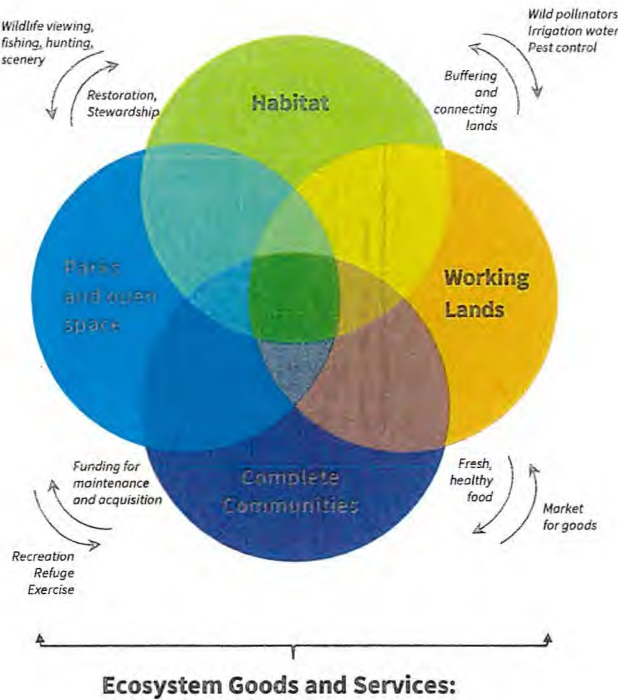 Wildlife viewing,
fishing, hunting,
scenery
Restoration,
Stewardship
Habitat
Wild pollinators
Irrigation water
Pest control
Buffering
and
connecting
lands
Parks
and open
space
Working
Lands
Complete
Communities
Funding for
maintenance
and acquisition
Recreation
Refuge
Exercise
Fresh,
healthy
food
Market
for goods
Ecosystem Goods and Services: